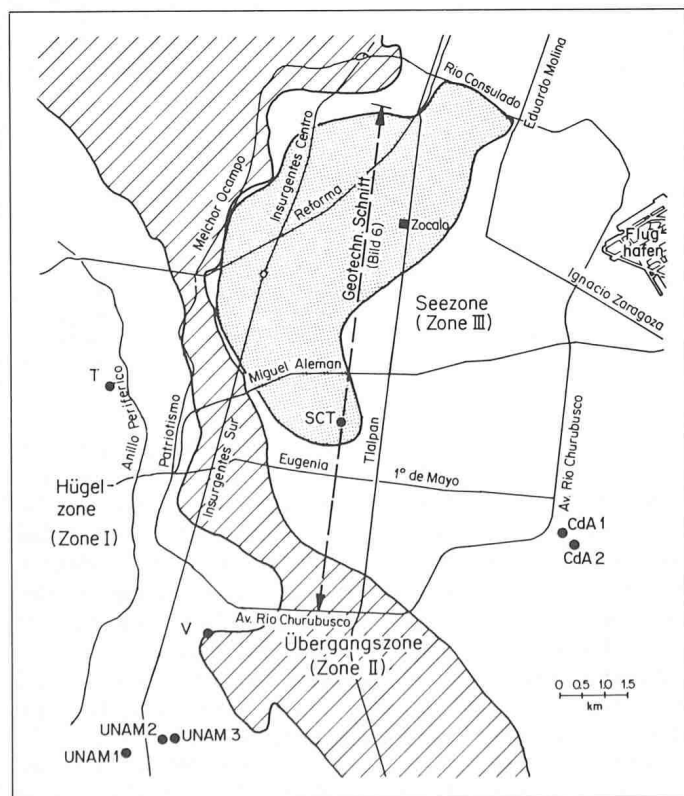 Rio Consulado
Eduardo Molina
Melchor Ocampo
Insurgentes Centro
Reforma
Geotechn. Schnitt
(Bild 6)
Zocalo
Flug
hafen
Ignacio Zaragoza
Seezone
(Zone III)
Miguel Aleman
T
Anillo Periferico
Patriotismo
SCT
Tlalpan
Insurgentes Sur
Eugenia
1º de Mayo
Av. Rio Churubusco
Hügel-
zone
(Zone I)
CdA 1
CdA 2
V
Av. Rio Churubusco
Übergangszone
(Zone II)
0 0.5 1.0 1.5
km
UNAM 2
UNAM 3
UNAM 1